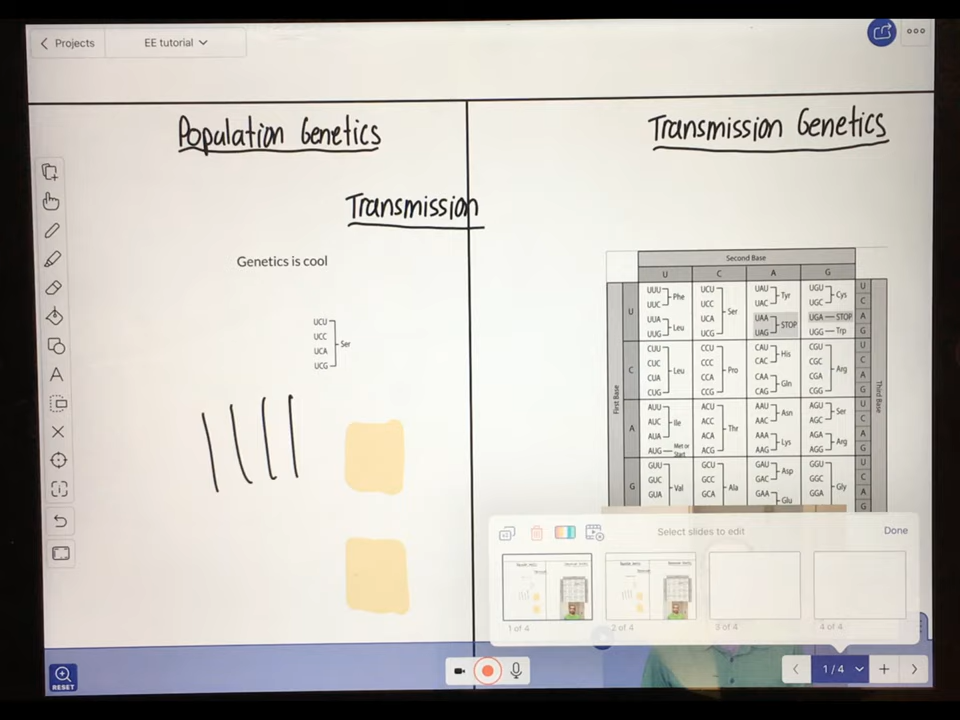 Projects
EE tutorial
Population Genetics
Transmission Genetics
Transmission
Genetics is cool
UCU
UCC
UCA
UCG
Ser
Second Base
U C A G
First Base
Third Base
U
UUU UCU UAU UGU U
Phe Tyr Cys
UUC UCC UAC UGC C
Ser
UUA UCA UAA UGA STOP A
Leu STOP
UUG UCG UAG UGG Trp G
C
CUU CCU CAU CGU U
His
CUC CCC CAC CGC C
Leu Pro Arg
CUA CCA CAA CGA A
Gln
CUG CCG CAG CGG G
A
AUU ACU AAU AGU U
Asn Ser
AUC Ile ACC AAC AGC C
Thr
AUA ACA AAA AGA A
Lys Arg
AUG Met or Start ACG AAG AGG G
G
GUU GCU GAU GGU U
Asp
GUC GCC GAC GGC C
Val Ala Gly
GUA GCA GAA GGA A
Glu
G
Select slides to edit
Done
1 of 4
2 of 4
3 of 4
4 of 4
RESET
1/4